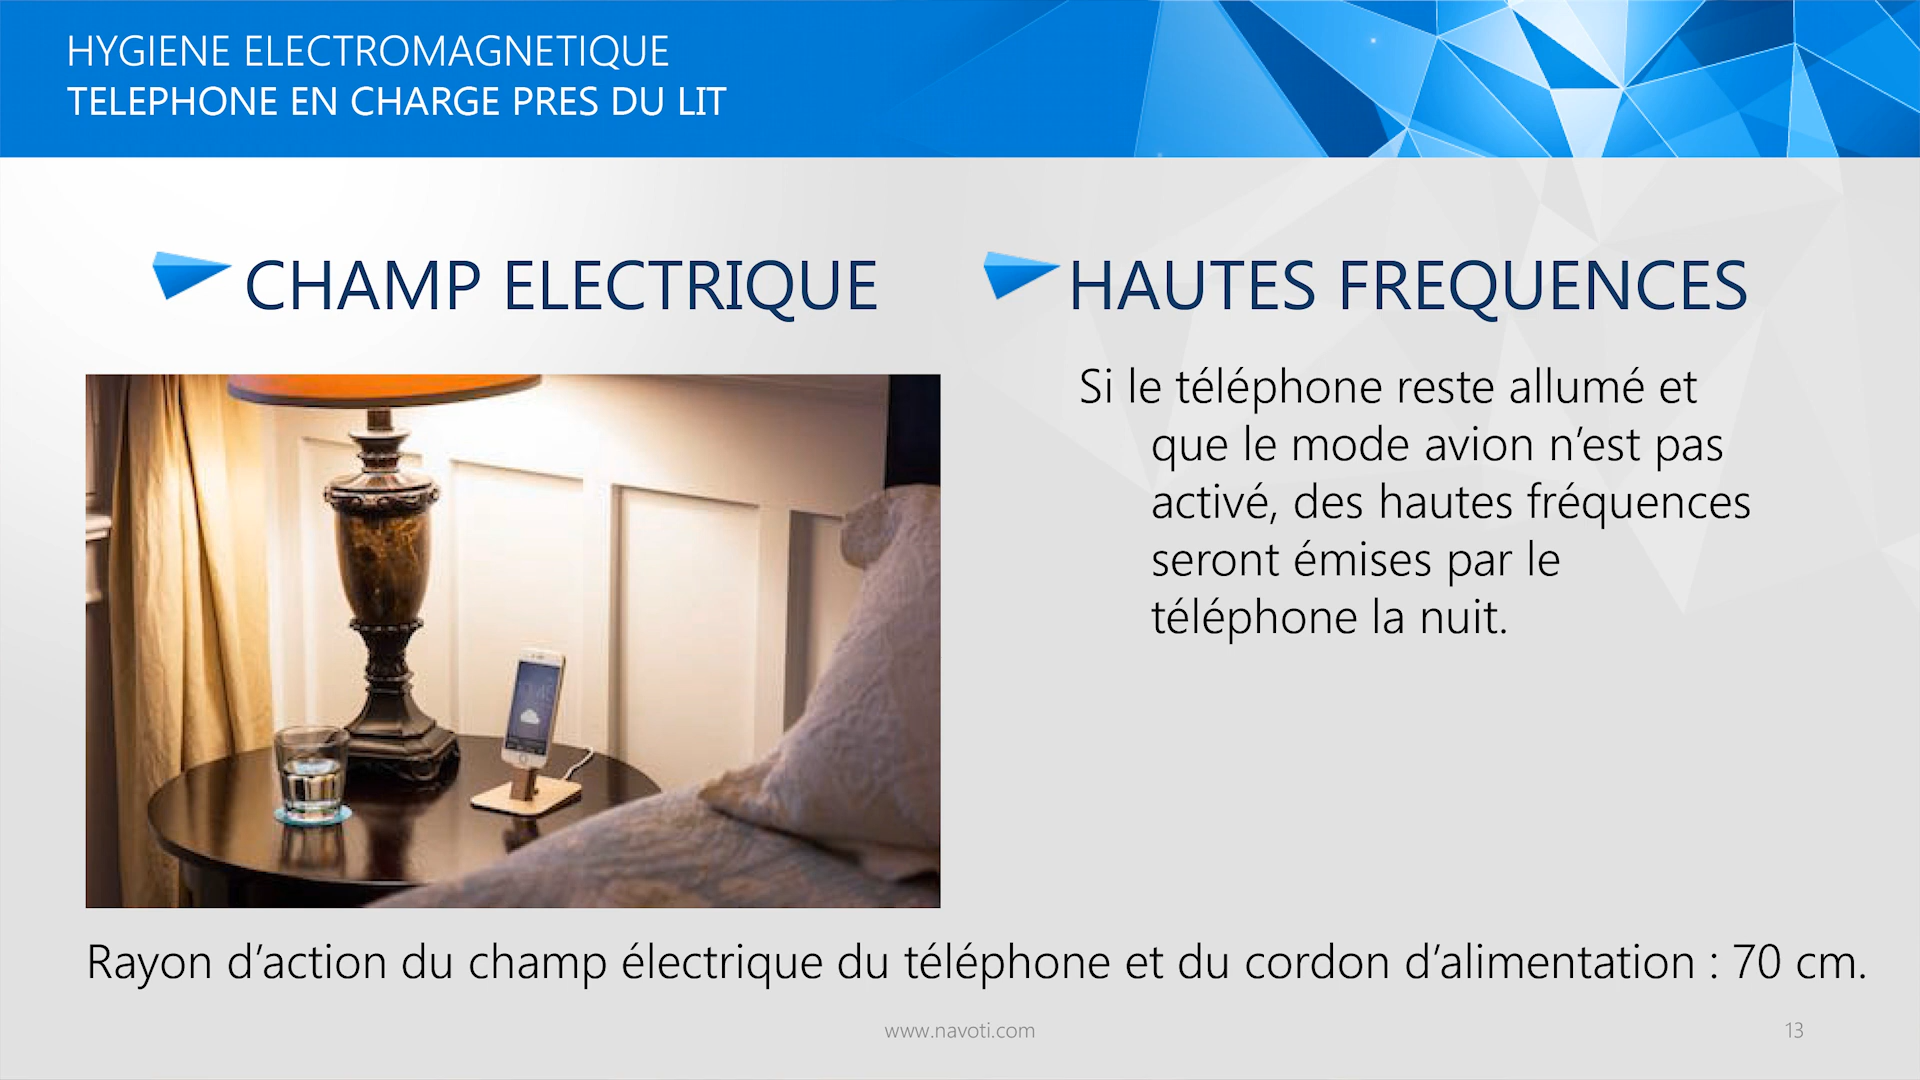 HYGIENE ELECTROMAGNETIQUE
TELEPHONE EN CHARGE PRES DU LIT
CHAMP ELECTRIQUE
HAUTES FREQUENCES
Si le téléphone reste allumé et
que le mode avion n’est pas
activé, des hautes fréquences
seront émises par le
téléphone la nuit.
Rayon d’action du champ électrique du téléphone et du cordon d’alimentation : 70 cm.
www.navoti.com
13